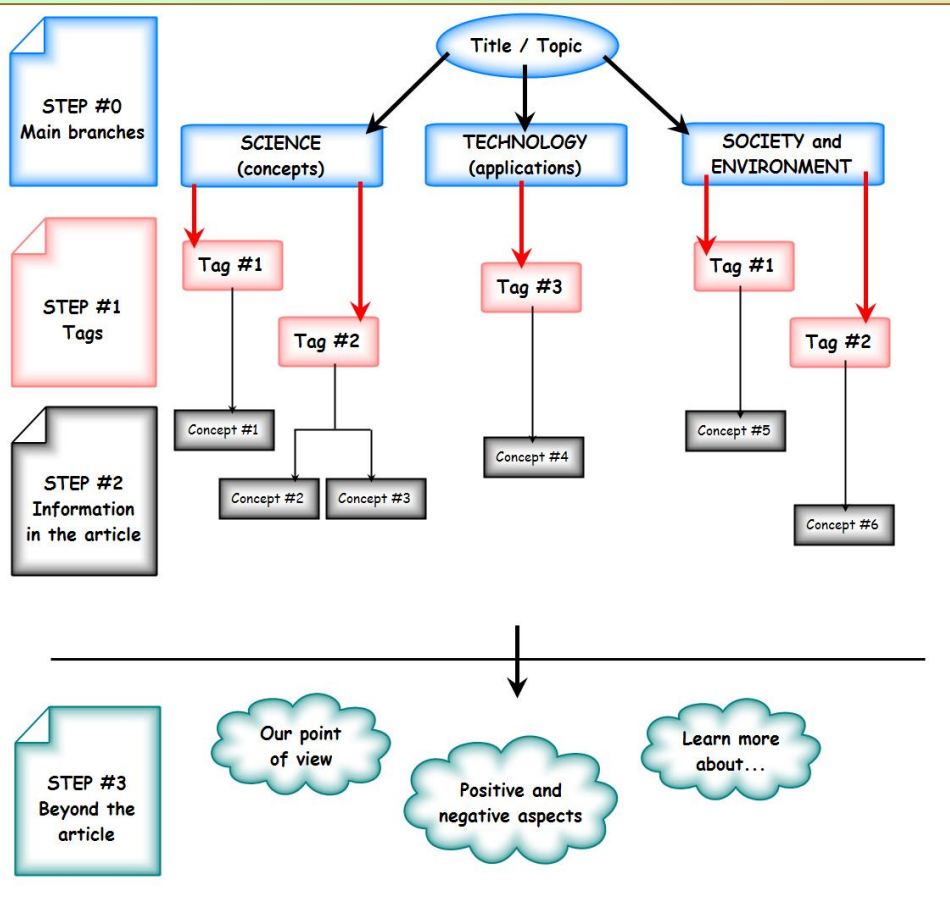 Title / Topic
STEP #0
Main branches
SCIENCE
(concepts)
TECHNOLOGY
(applications)
SOCIETY and
ENVIRONMENT
STEP #1
Tags
Tag #1
Tag #2
Tag #3
Tag #1
Tag #2
STEP #2
Information
in the article
Concept #1
Concept #2
Concept #3
Concept #4
Concept #5
Concept #6
STEP #3
Beyond the
article
Our point
of view
Positive and
negative aspects
Learn more
about...